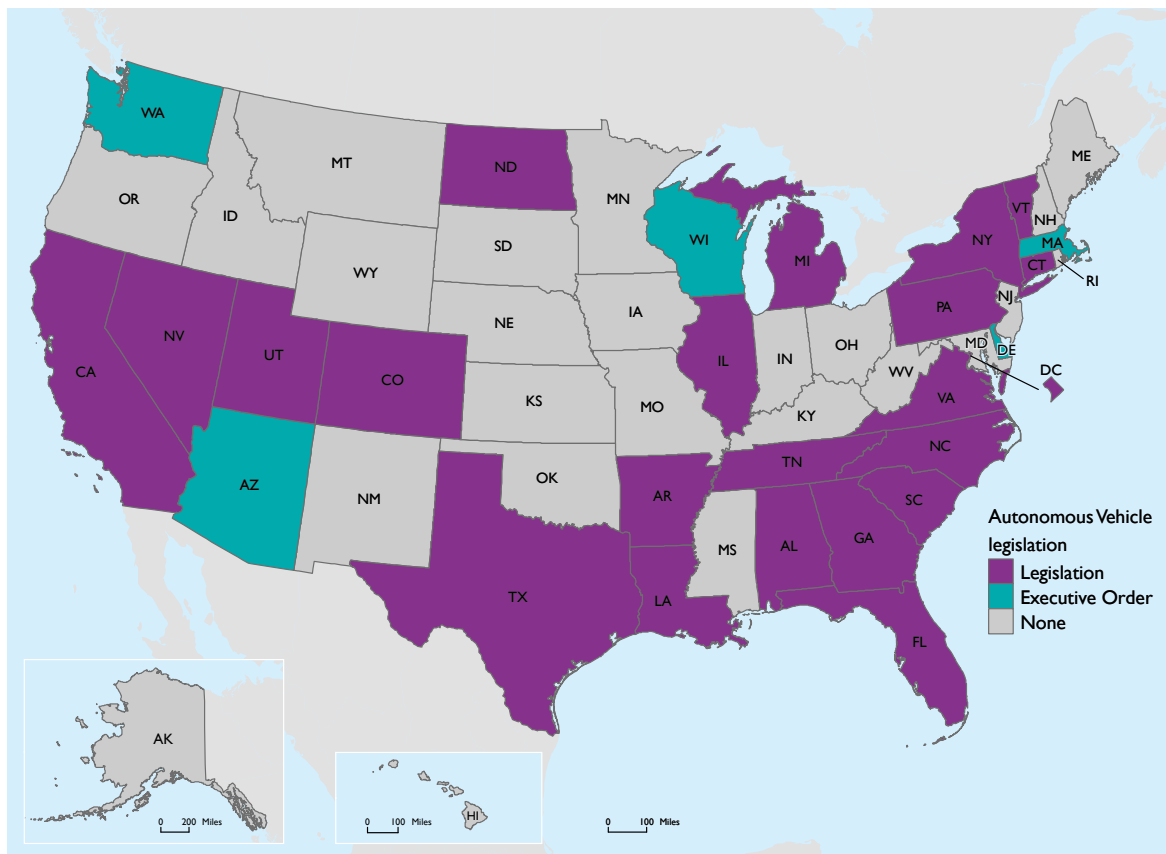 WA
MT
ND
MN
ME
OR
ID
SD
WI
VT
NH
NY
MA
MI
CT
RI
WY
IA
NE
PA
NJ
NV
UT
CO
CA
IL
IN
OH
MD
DE
DC
WV
VA
KS
MO
KY
NC
TN
AZ
NM
OK
AR
SC
MS
AL
GA
TX
LA
FL
Autonomous Vehicle
legislation
Legislation
Executive Order
None
AK
0 200 Miles
HI
0 100 Miles
0 100 Miles